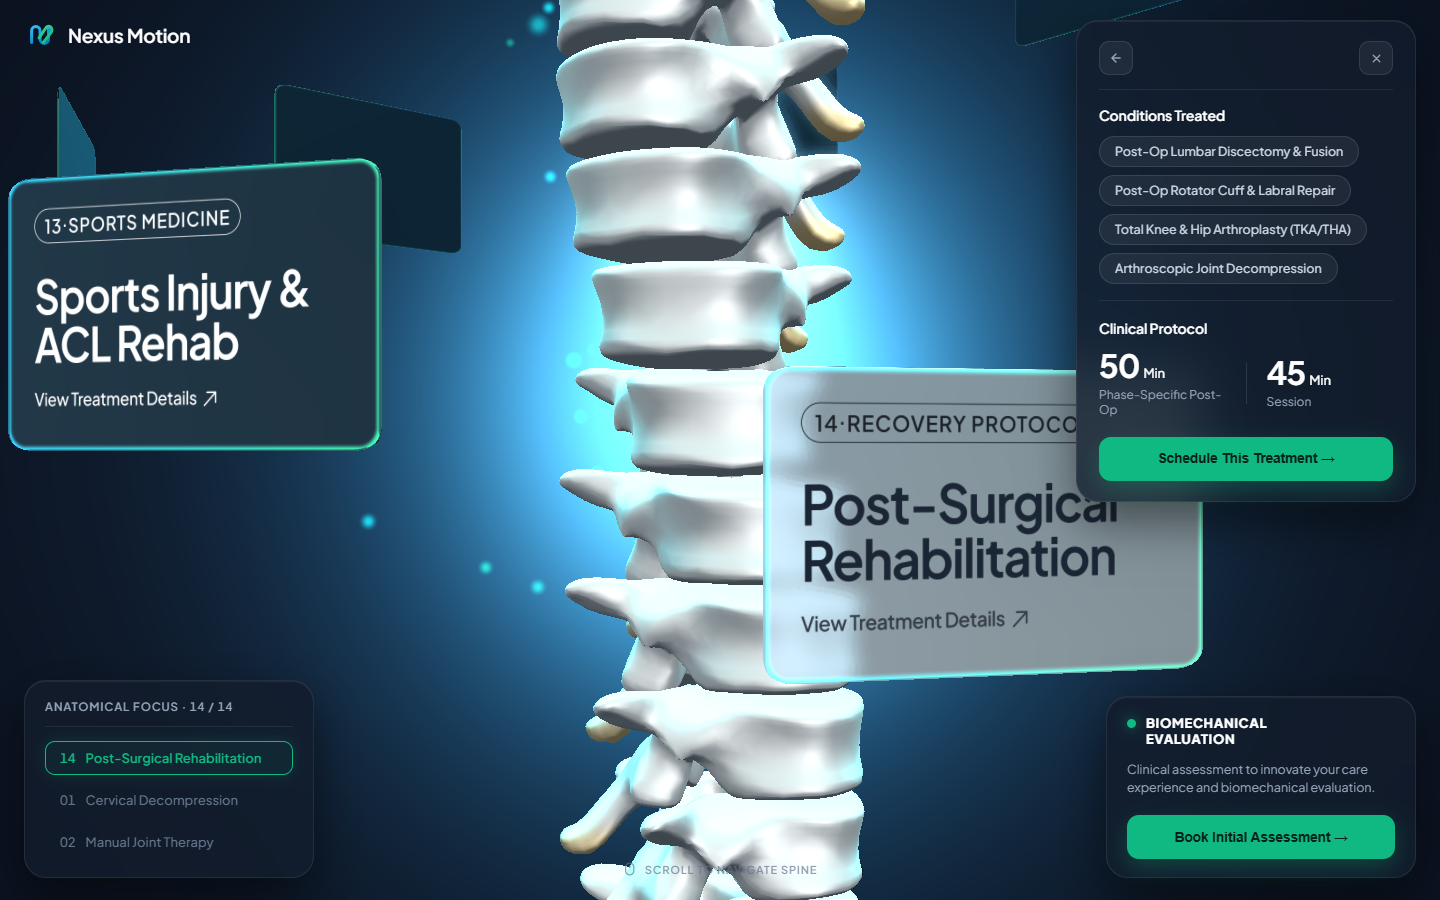 Nexus Motion
13·SPORTS MEDICINE
Sports Injury &
ACL Rehab
View Treatment Details ↗
14·RECOVERY PROTOCO
Post-Surgical
Rehabilitation
View Treatment Details ↗
Conditions Treated
Post-Op Lumbar Discectomy & Fusion
Post-Op Rotator Cuff & Labral Repair
Total Knee & Hip Arthroplasty (TKA/THA)
Arthroscopic Joint Decompression
Clinical Protocol
50 Min
Phase-Specific Post-
Op
45 Min
Session
Schedule This Treatment →
ANATOMICAL FOCUS · 14 / 14
14 Post-Surgical Rehabilitation
01 Cervical Decompression
02 Manual Joint Therapy
SCROLL TO NAVIGATE SPINE
BIOMECHANICAL
EVALUATION
Clinical assessment to innovate your care
experience and biomechanical evaluation.
Book Initial Assessment →